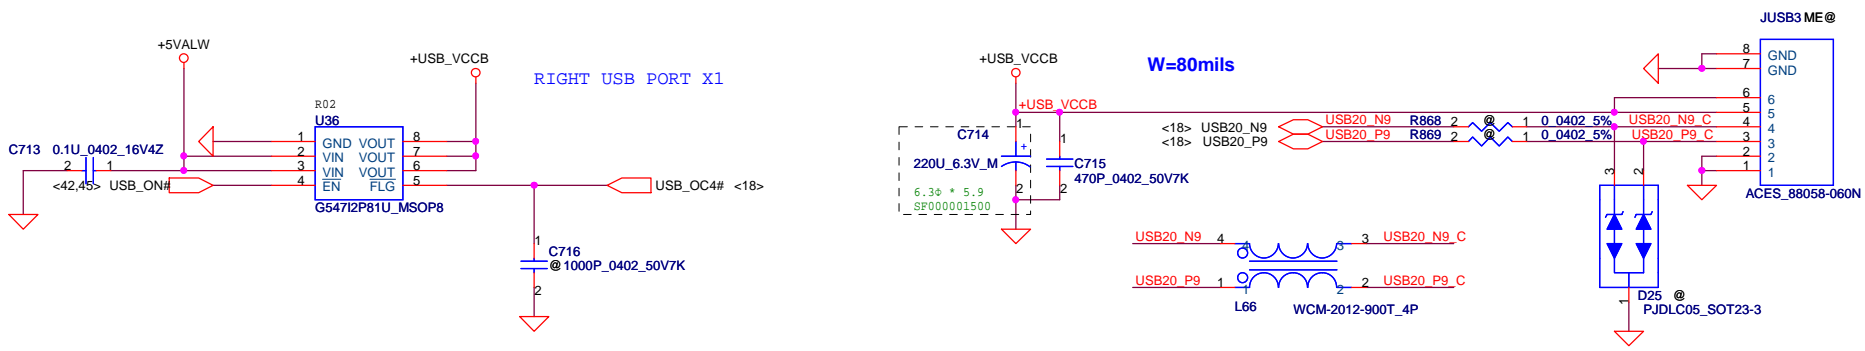 +5VALW
+USB_VCCB
RIGHT USB PORT X1
R02
U36
1 GND VOUT 8
2 VIN VOUT 7
3 VIN VOUT 6
4 EN FLG 5
G547I2P81U_MSOP8
C713 0.1U_0402_16V4Z
2 1
<42,45> USB_ON#
USB_OC4# <18>
1
C716
@ 1000P_0402_50V7K
2
+USB_VCCB
W=80mils
+USB_VCCB
1
C714
220U_6.3V_M
+
2
6.3Φ * 5.9
SF000001500
1
C715
470P_0402_50V7K
2
<18> USB20_N9
<18> USB20_P9
USB20_N9 R868 2 @ 1 0_0402_5% USB20_N9_C
USB20_P9 R869 2 @ 1 0_0402_5% USB20_P9_C
JUSB3 ME@
8 GND
7 GND
6 6
5 5
4 4
3 3
2 2
1 1
ACES_88058-060N
3 2
1
D25 @
PJDLC05_SOT23-3
USB20_N9 4 4 3 3 USB20_N9_C
USB20_P9 1 1 2 2 USB20_P9_C
L66 WCM-2012-900T_4P